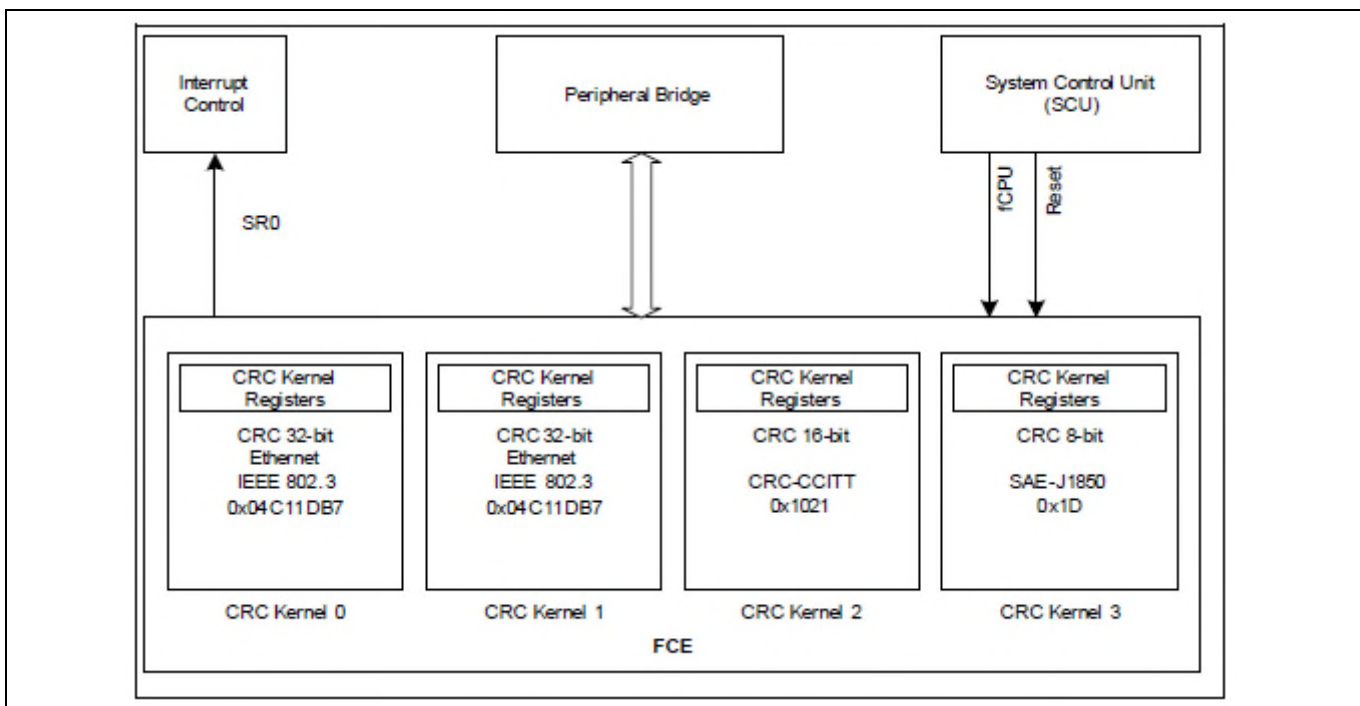 Interrupt
Control
Peripheral Bridge
System Control Unit
(SCU)
SR0
fCPU
Reset
CRC Kernel
Registers
CRC 32-bit
Ethernet
IEEE 802.3
0x04C11DB7
CRC Kernel 0
CRC Kernel
Registers
CRC 32-bit
Ethernet
IEEE 802.3
0x04C11DB7
CRC Kernel 1
CRC Kernel
Registers
CRC 16-bit
CRC-CCITT
0x1021
CRC Kernel 2
CRC Kernel
Registers
CRC 8-bit
SAE-J1850
0x1D
CRC Kernel 3
FCE